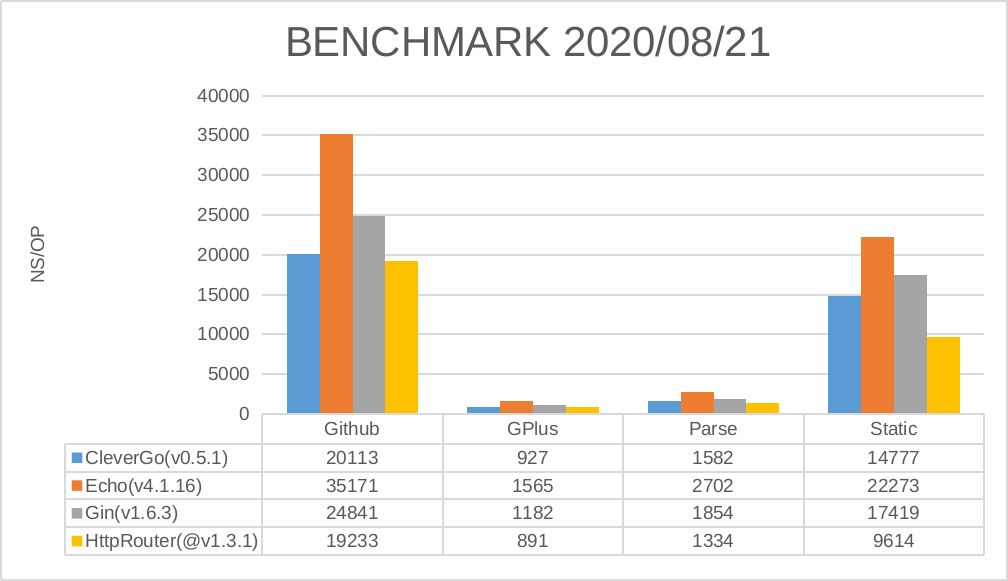 BENCHMARK 2020/08/21
40000
35000
30000
25000
20000
15000
10000
5000
0
NS/OP
Github GPlus Parse Static
CleverGo(v0.5.1) 20113 927 1582 14777
Echo(v4.1.16) 35171 1565 2702 22273
Gin(v1.6.3) 24841 1182 1854 17419
HttpRouter(@v1.3.1) 19233 891 1334 9614